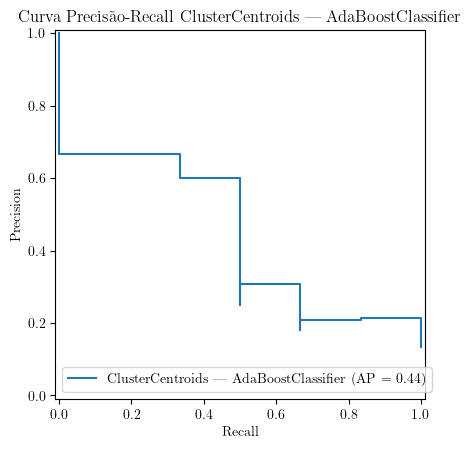 Curva Precisão-Recall ClusterCentroids — AdaBoostClassifier
1.0
0.8
0.6
0.4
0.2
0.0
Precision
ClusterCentroids — AdaBoostClassifier (AP = 0.44)
0.0 0.2 0.4 0.6 0.8 1.0
Recall